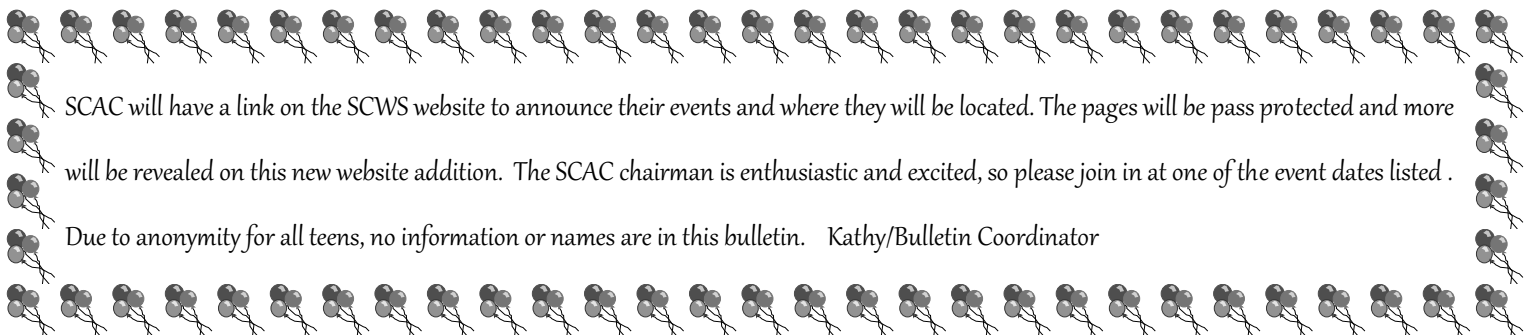 SCAC will have a link on the SCWS website to announce their events and where they will be located. The pages will be pass protected and more
will be revealed on this new website addition.  The SCAC chairman is enthusiastic and excited, so please join in at one of the event dates listed .
Due to anonymity for all teens, no information or names are in this bulletin.    Kathy/Bulletin Coordinator